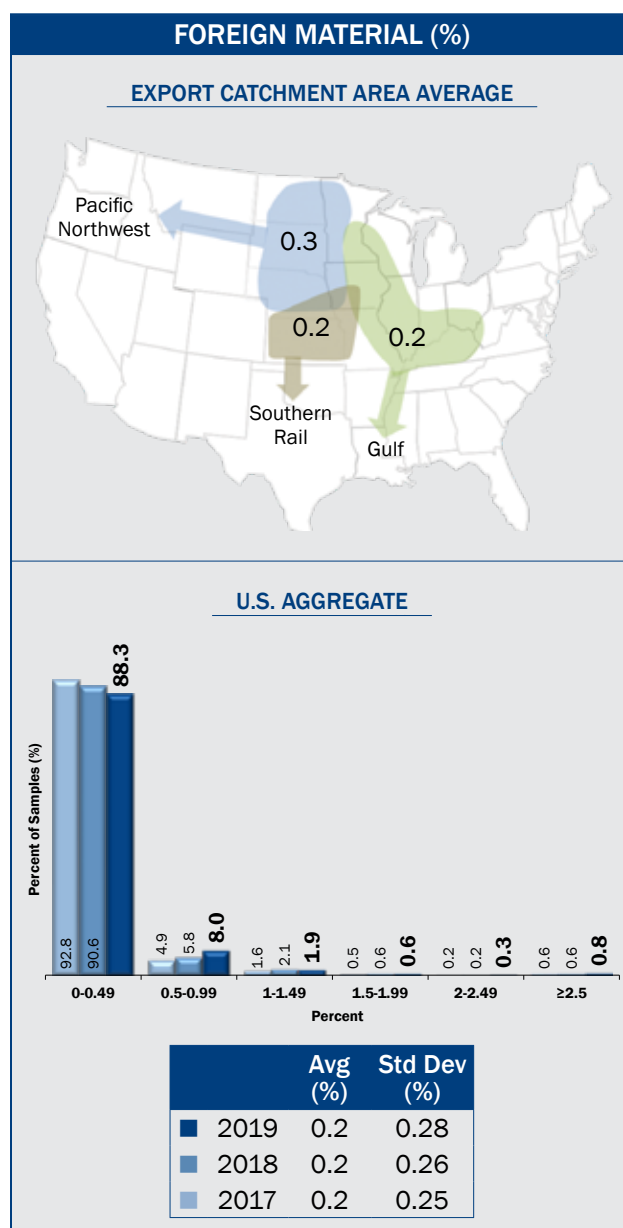 FOREIGN MATERIAL (%)
EXPORT CATCHMENT AREA AVERAGE
Pacific
Northwest
0.3
0.2
0.2
Southern
Rail
Gulf
U.S. AGGREGATE
Percent of Samples (%)
92.8
90.6
88.3
4.9
5.8
8.0
1.6
2.1
1.9
0.5
0.6
0.6
0.2
0.2
0.3
0.6
0.6
0.8
0-0.49 0.5-0.99 1-1.49 1.5-1.99 2-2.49 ≥2.5
Percent
Avg Std Dev
(%) (%)
2019 0.2 0.28
2018 0.2 0.26
2017 0.2 0.25